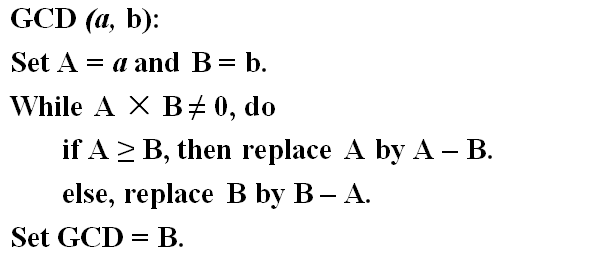 GCD (a, b):
Set A = a and B = b.
While A × B ≠ 0, do
if A ≥ B, then replace A by A – B.
else, replace B by B – A.
Set GCD = B.